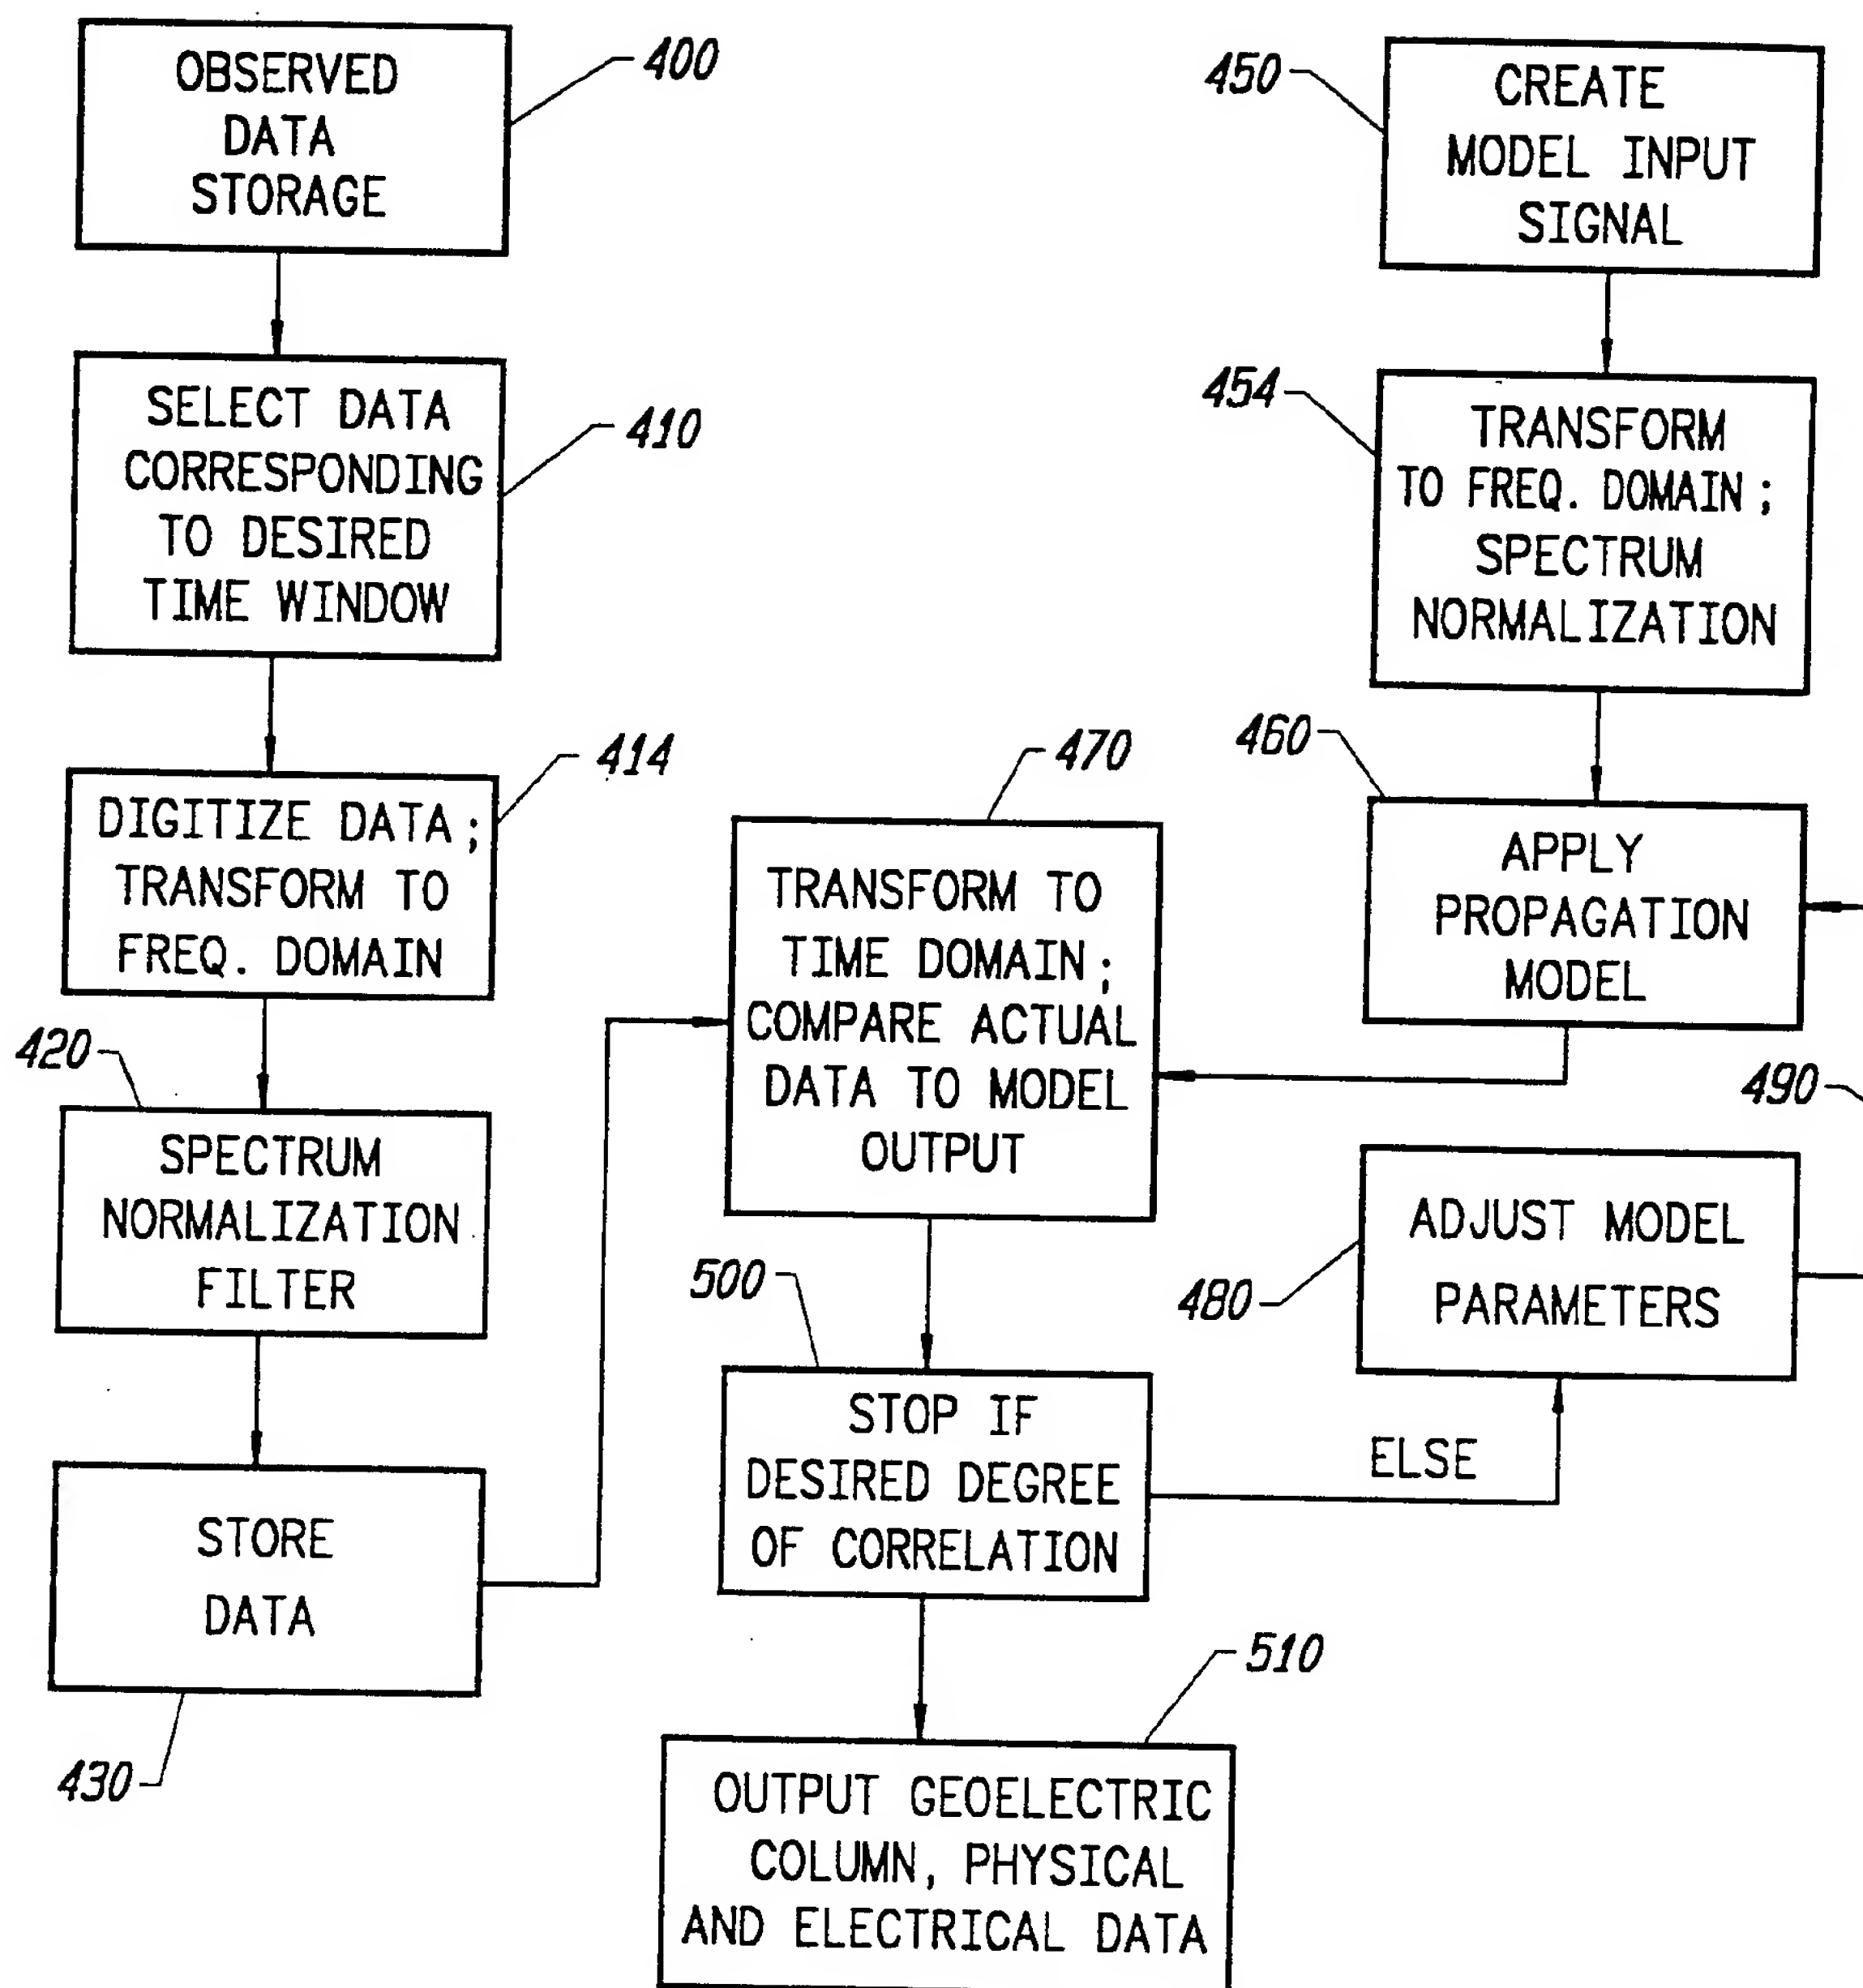 OBSERVED
DATA
STORAGE
400
SELECT DATA
CORRESPONDING
TO DESIRED
TIME WINDOW
410
DIGITIZE DATA;
TRANSFORM TO
FREQ. DOMAIN
414
420
SPECTRUM
NORMALIZATION
FILTER
STORE
DATA
430
450
CREATE
MODEL INPUT
SIGNAL
454
TRANSFORM
TO FREQ. DOMAIN;
SPECTRUM
NORMALIZATION
460
APPLY
PROPAGATION
MODEL
470
TRANSFORM TO
TIME DOMAIN;
COMPARE ACTUAL
DATA TO MODEL
OUTPUT
490
480
ADJUST MODEL
PARAMETERS
500
STOP IF
DESIRED DEGREE
OF CORRELATION
ELSE
510
OUTPUT GEOELECTRIC
COLUMN, PHYSICAL
AND ELECTRICAL DATA